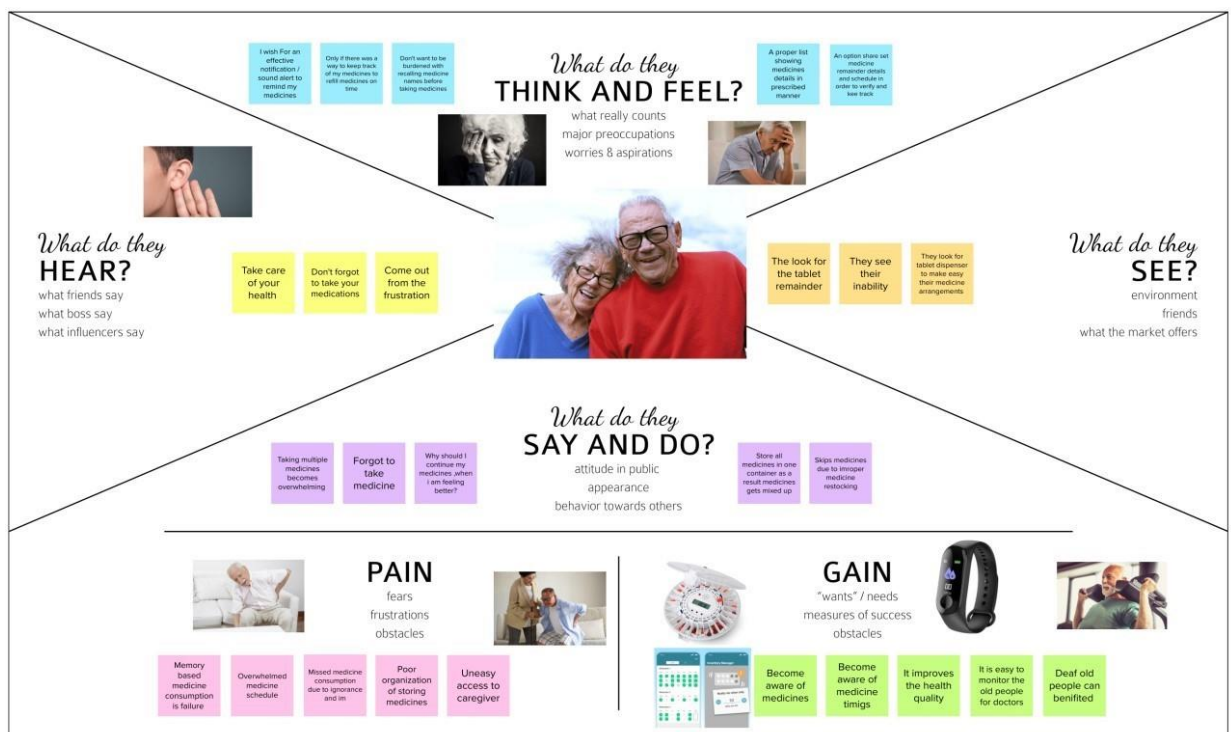 I wish For an
effective
notification /
sound alert to
remind my
medicines
Only if there was a
way to keep track
of my medicines to
refill medicines on
time
Don't want to be
burdened with
recalling medicine
names before
taking medicines
What do they
THINK AND FEEL?
what really counts
major preoccupations
worries & aspirations
A proper list
showing
medicines
details in
prescribed
manner
An option share set
medicine
remainder details
and schedule in
order to verify and
kee track
What do they
HEAR?
what friends say
what boss say
what influencers say
Take care
of your
health
Don't forgot
to take your
medications
Come out
from the
frustration
The look for
the tablet
remainder
They see
their
inability
They look for
tablet dispenser
to make easy
their medicine
arrangements
What do they
SEE?
environment
friends
what the market offers
What do they
SAY AND DO?
attitude in public
appearance
behavior towards others
Taking multiple
medicines
becomes
overwhelming
Forgot to
take
medicine
Why should I
continue my
medicines ,when
i am feeling
better?
Store all
medicines in one
container as a
result medicines
gets mixed up
Skips medicines
due to imroper
medicine
restocking
PAIN
fears
frustrations
obstacles
Memory
based
medicine
consumption
is failure
Overwhelmed
medicine
schedule
Missed medicine
consumption
due to ignorance
and im
Poor
organization
of storing
medicines
Uneasy
access to
caregiver
GAIN
"wants" / needs
measures of success
obstacles
Become
aware of
medicines
Become
aware of
medicine
timigs
It improves
the health
quality
It is easy to
monitor the
old people
for doctors
Deaf old
people can
benifited